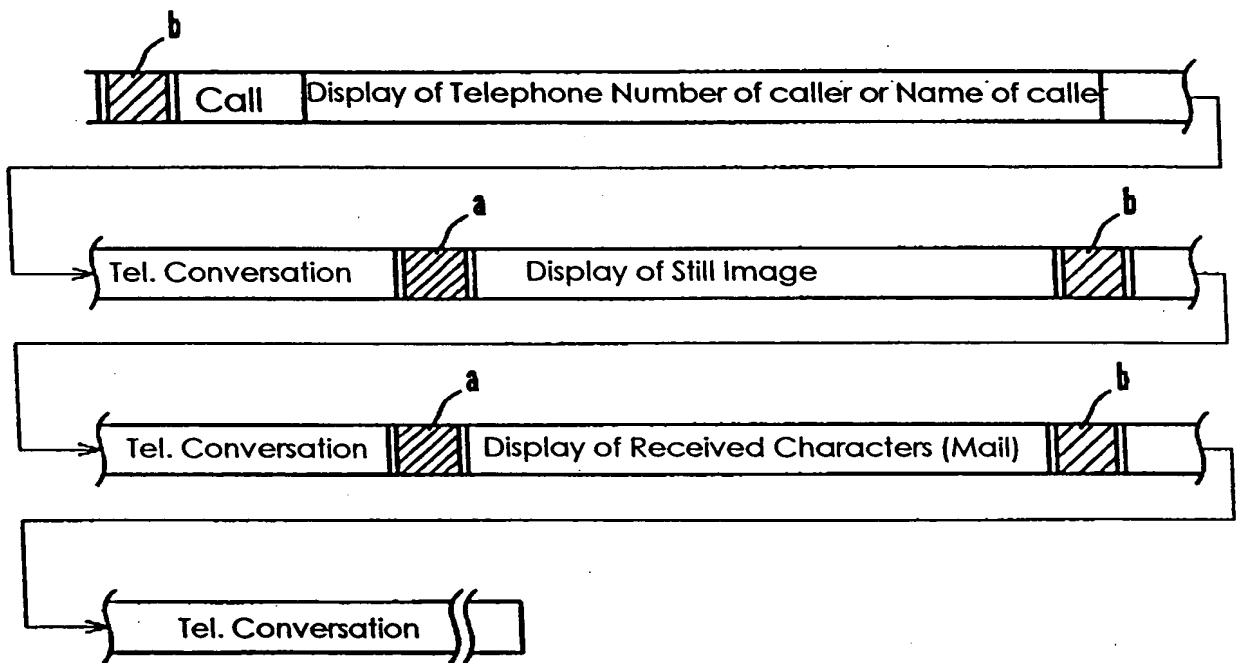 b
Call Display of Telephone Number of caller or Name of caller
a b
Tel. Conversation Display of Still Image
a b
Tel. Conversation Display of Received Characters (Mail)
Tel. Conversation